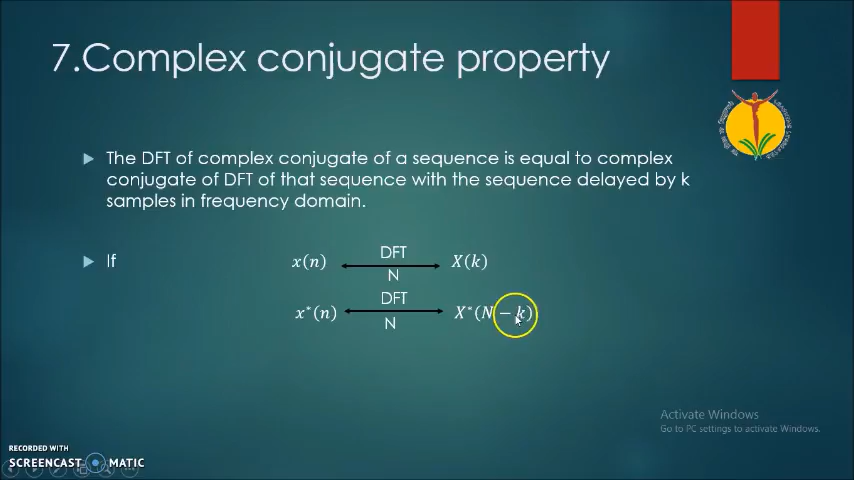 7.Complex conjugate property
The DFT of complex conjugate of a sequence is equal to complex
conjugate of DFT of that sequence with the sequence delayed by k
samples in frequency domain.
If x(n) DFT N X(k)
x*(n) DFT N X*(N − k)
Activate Windows
Go to PC settings to activate Windows.
RECORDED WITH
SCREENCAST MATIC